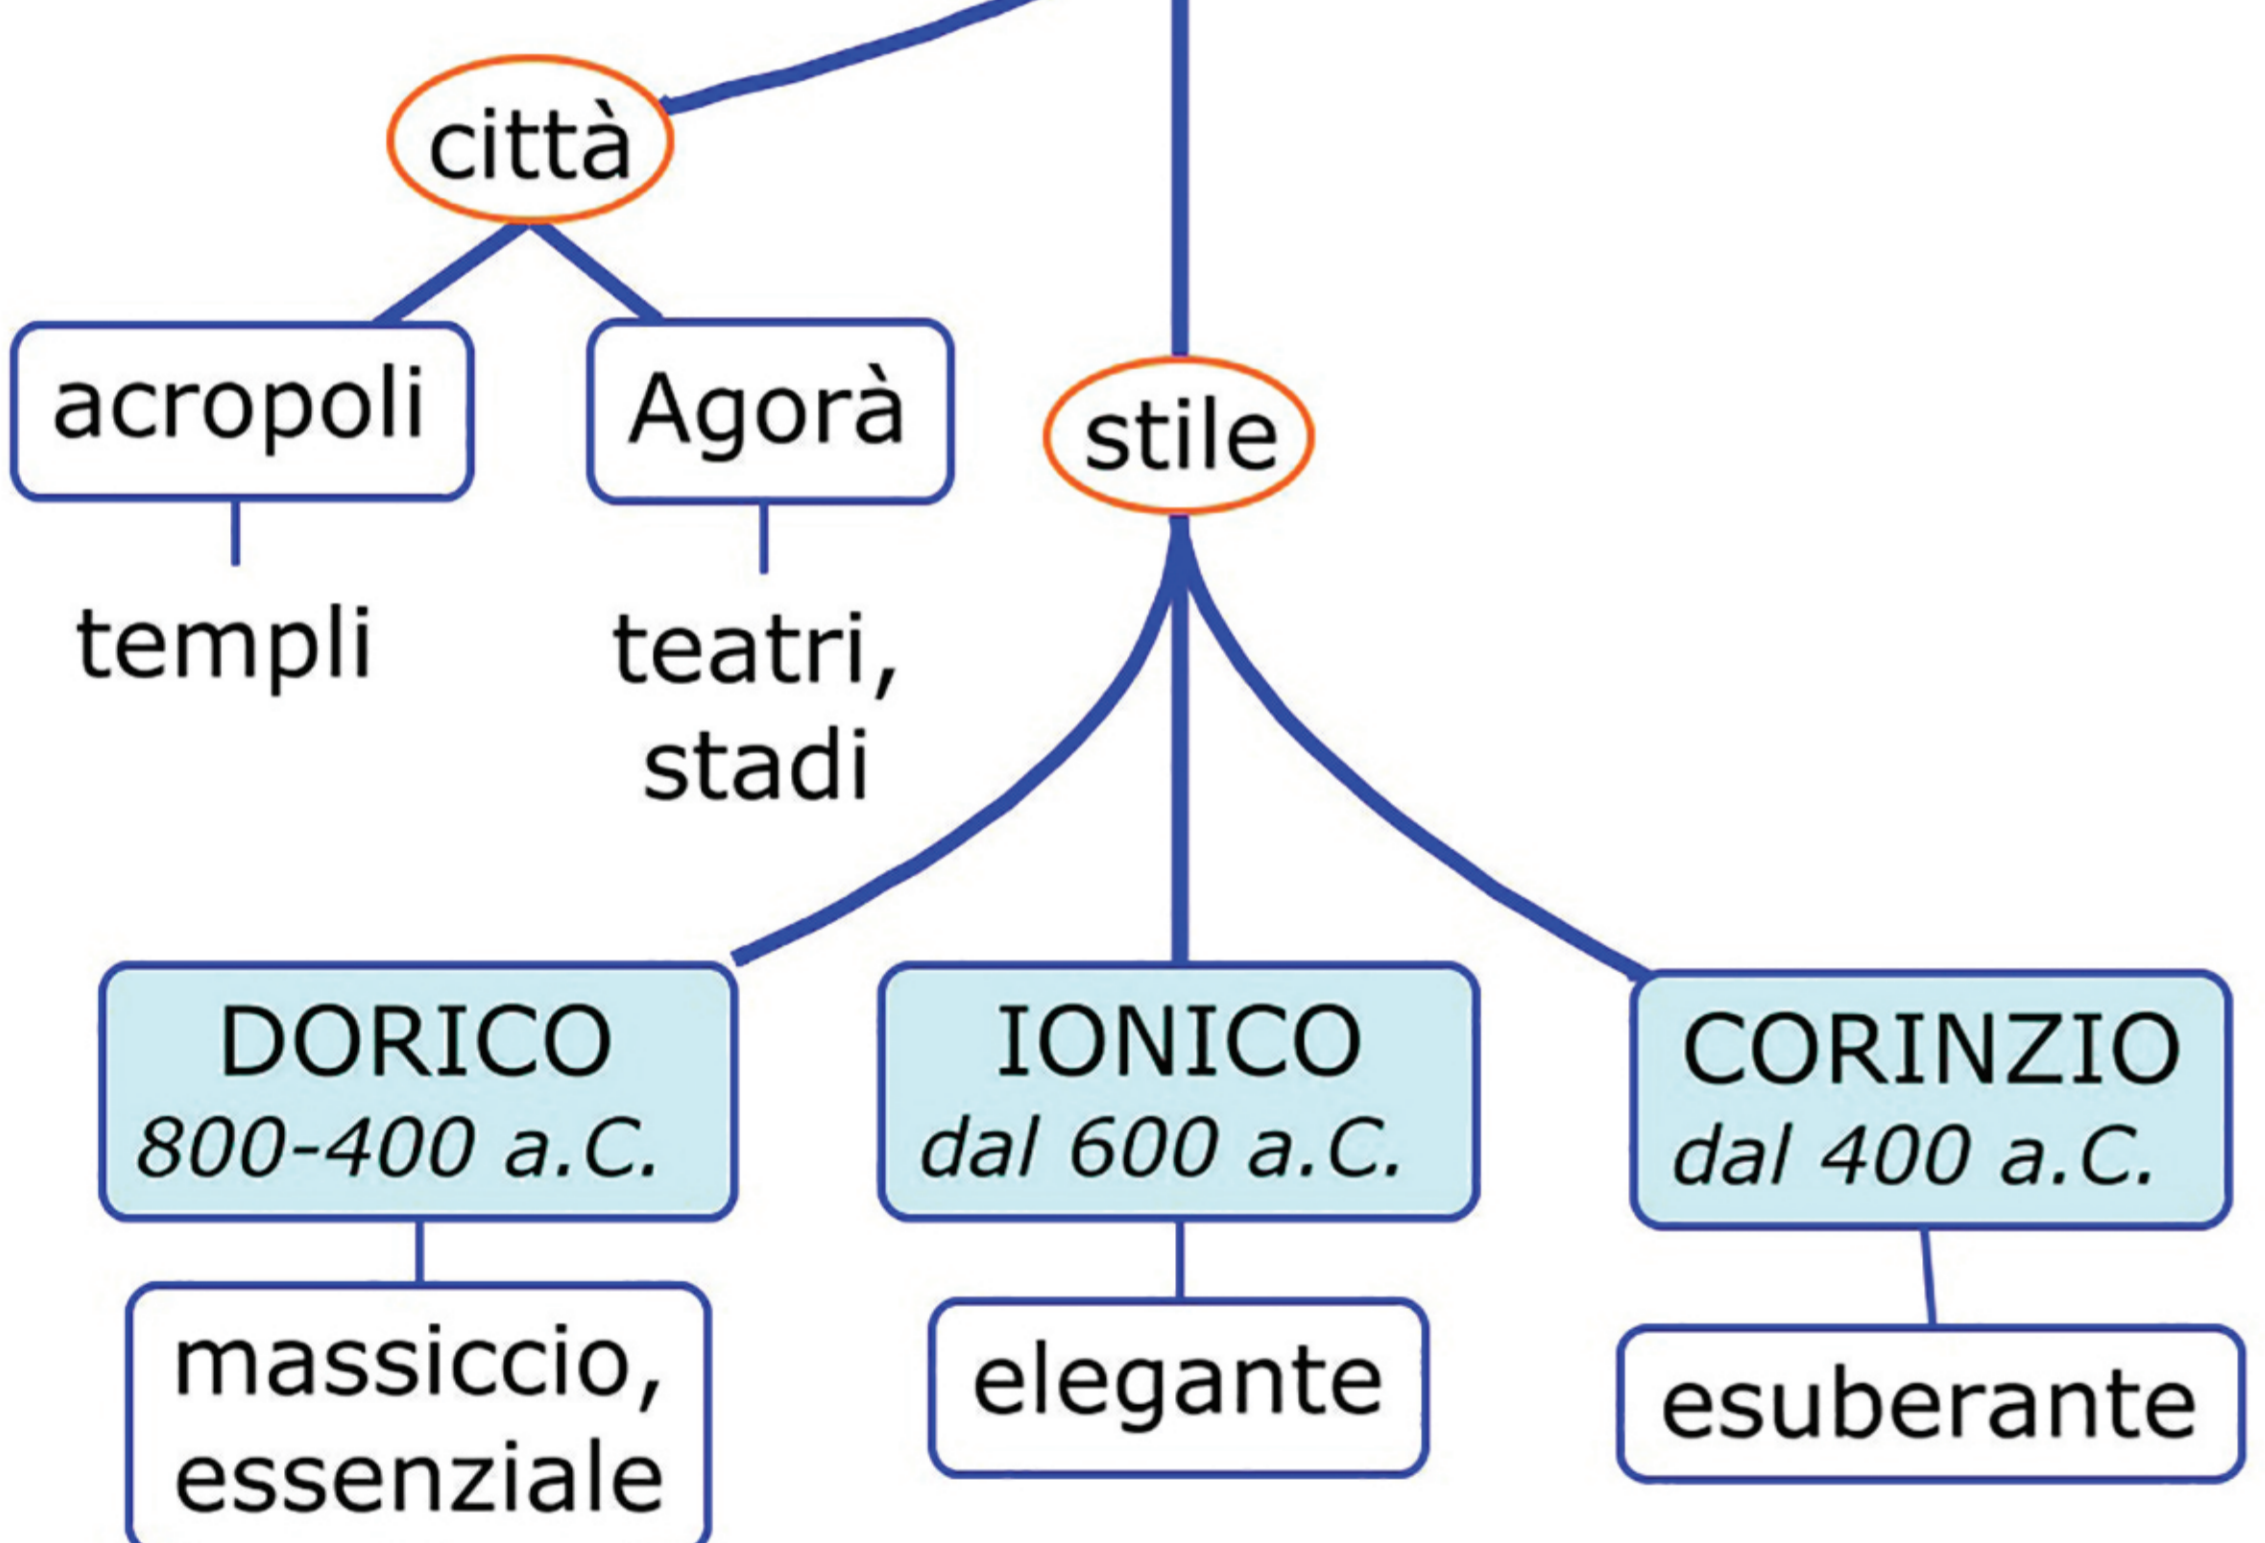 città
acropoli
Agorà
templi
teatri,
stadi
stile
DORICO
800-400 a.C.
massiccio,
essenziale
IONICO
dal 600 a.C.
elegante
CORINZIO
dal 400 a.C.
esuberante